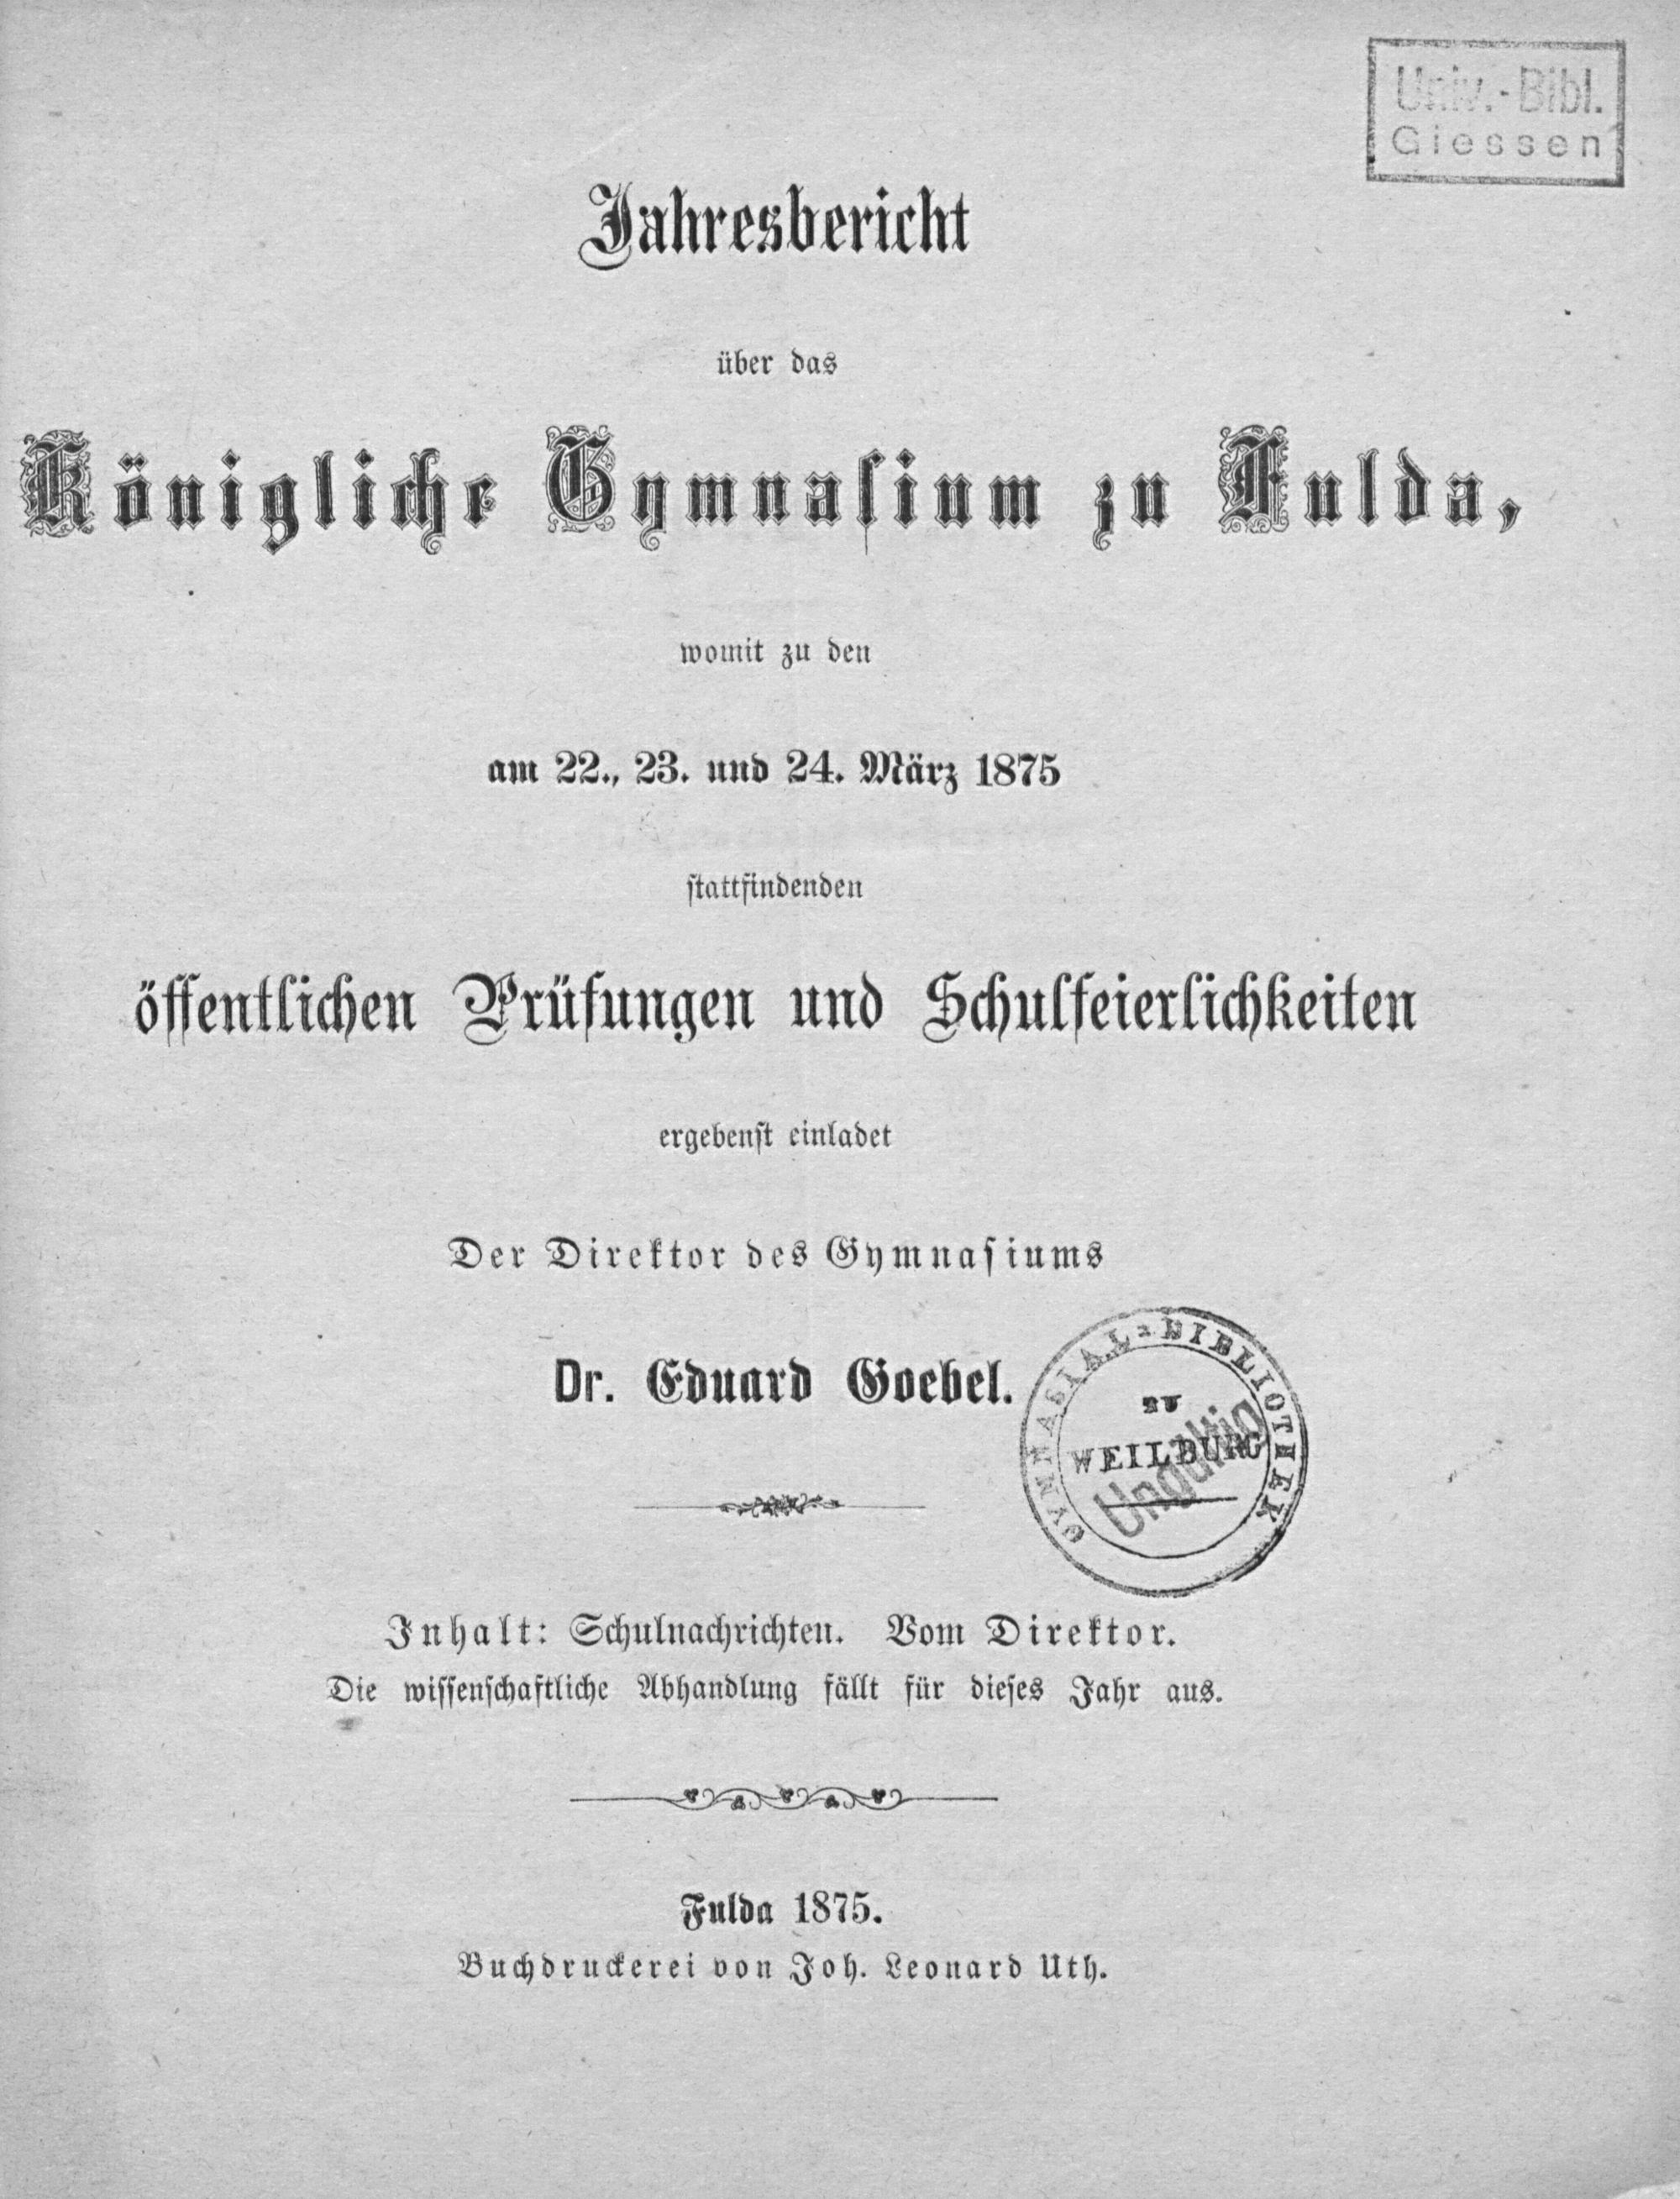 Univ.-Bibl.
Giessen
Jahresbericht
über das
Königliche Gymnasium zu Fulda,
womit zu den
am 22., 23. und 24. März 1875
stattfindenden
öffentlichen Prüfungen und Schulfeierlichkeiten
ergebenst einladet
Der Direktor des Gymnasiums
Dr. Eduard Goebel.
GYMNASIAL=BIBLIOTHEK
ZU
WEILBURG
Ungültig
Inhalt: Schulnachrichten. Vom Direktor.
Die wissenschaftliche Abhandlung fällt für dieses Jahr aus.
Fulda 1875.
Buchdruckerei von Joh. Leonard Uth.